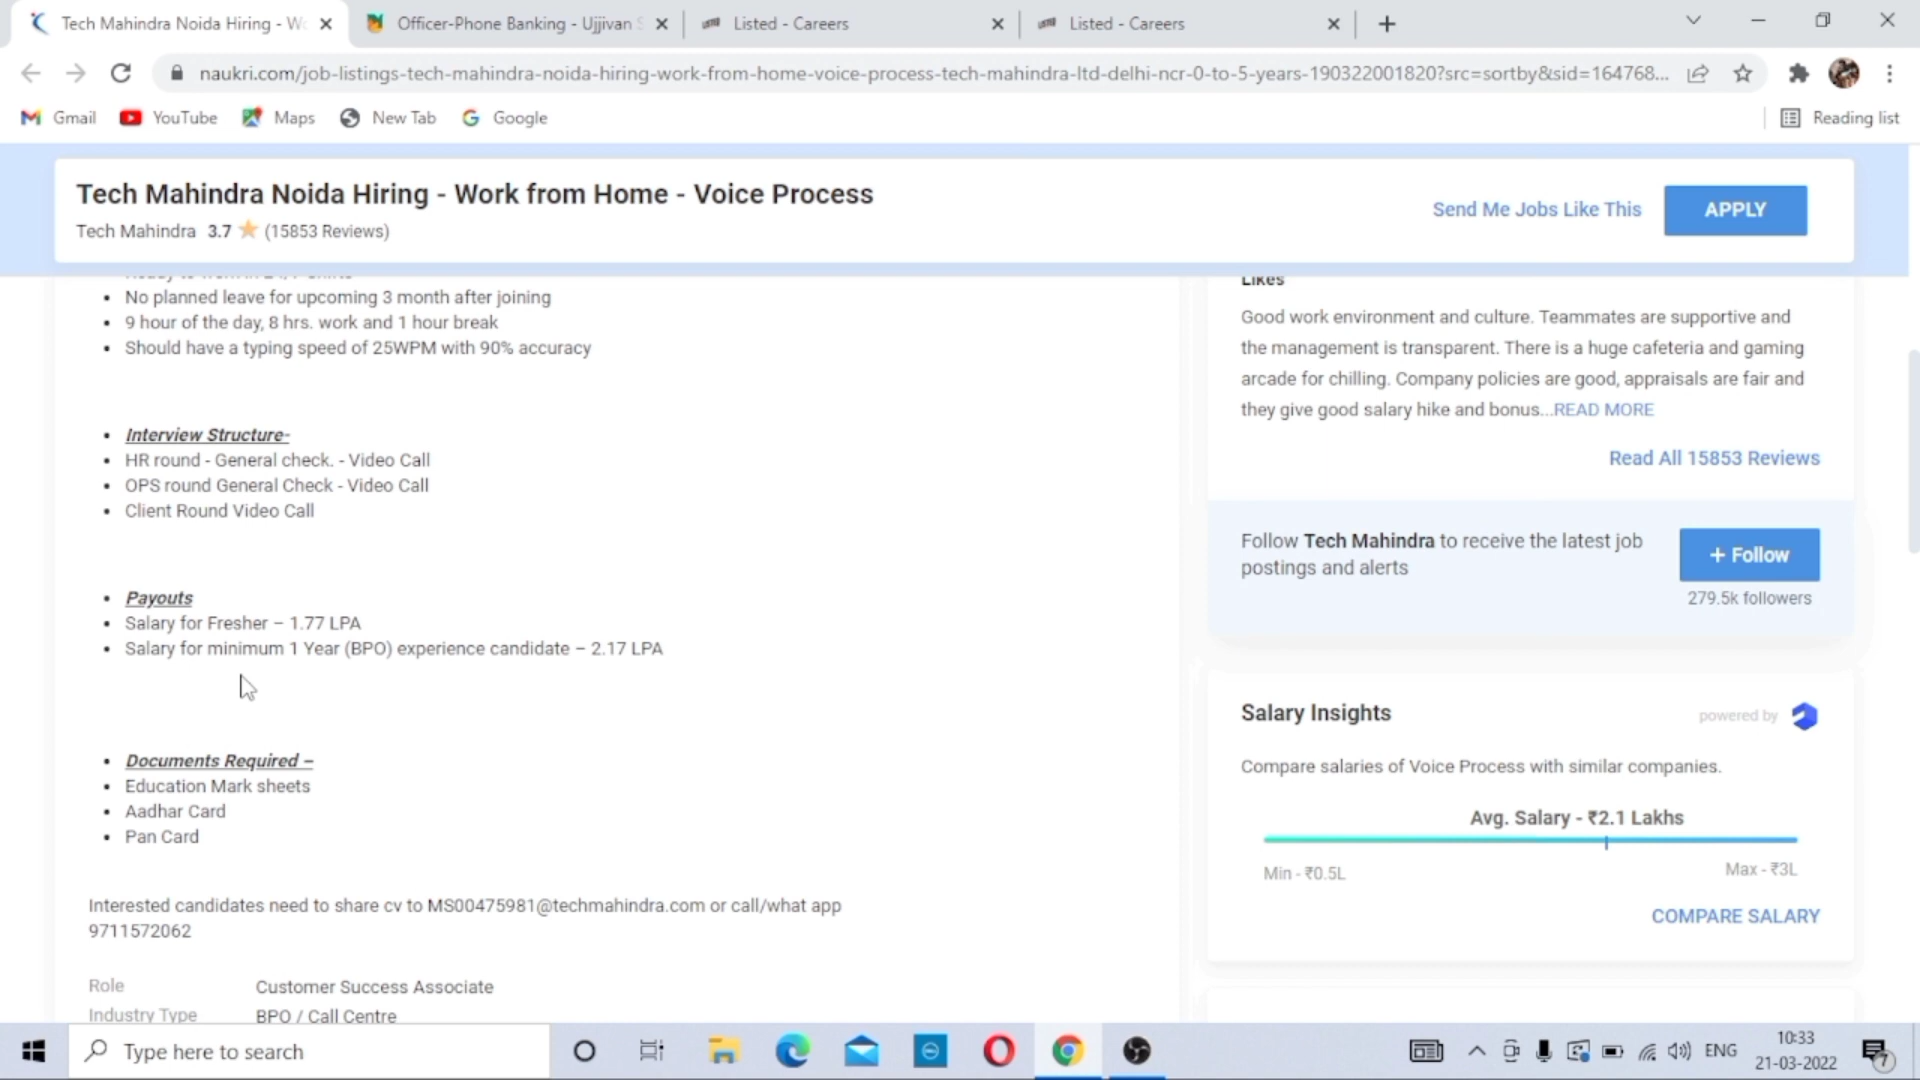 Tech Mahindra Noida Hiring - Wo
Officer-Phone Banking - Ujjivan S
Listed - Careers
Listed - Careers
naukri.com/job-listings-tech-mahindra-noida-hiring-work-from-home-voice-process-tech-mahindra-ltd-delhi-ncr-0-to-5-years-190322001820?src=sortby&sid=164768...
Gmail
YouTube
Maps
New Tab
Google
Reading list
Tech Mahindra Noida Hiring - Work from Home - Voice Process
Tech Mahindra 3.7 (15853 Reviews)
Send Me Jobs Like This
APPLY
No planned leave for upcoming 3 month after joining
9 hour of the day, 8 hrs. work and 1 hour break
Should have a typing speed of 25WPM with 90% accuracy
Interview Structure-
HR round - General check. - Video Call
OPS round General Check - Video Call
Client Round Video Call
Payouts
Salary for Fresher – 1.77 LPA
Salary for minimum 1 Year (BPO) experience candidate – 2.17 LPA
Documents Required –
Education Mark sheets
Aadhar Card
Pan Card
Interested candidates need to share cv to MS00475981@techmahindra.com or call/what app
9711572062
Role Customer Success Associate
Industry Type BPO / Call Centre
Likes
Good work environment and culture. Teammates are supportive and
the management is transparent. There is a huge cafeteria and gaming
arcade for chilling. Company policies are good, appraisals are fair and
they give good salary hike and bonus...READ MORE
Read All 15853 Reviews
Follow Tech Mahindra to receive the latest job
postings and alerts
+ Follow
279.5k followers
Salary Insights
powered by
Compare salaries of Voice Process with similar companies.
Avg. Salary - ₹2.1 Lakhs
Min - ₹0.5L
Max - ₹3L
COMPARE SALARY
Type here to search
ENG
10:33
21-03-2022
7